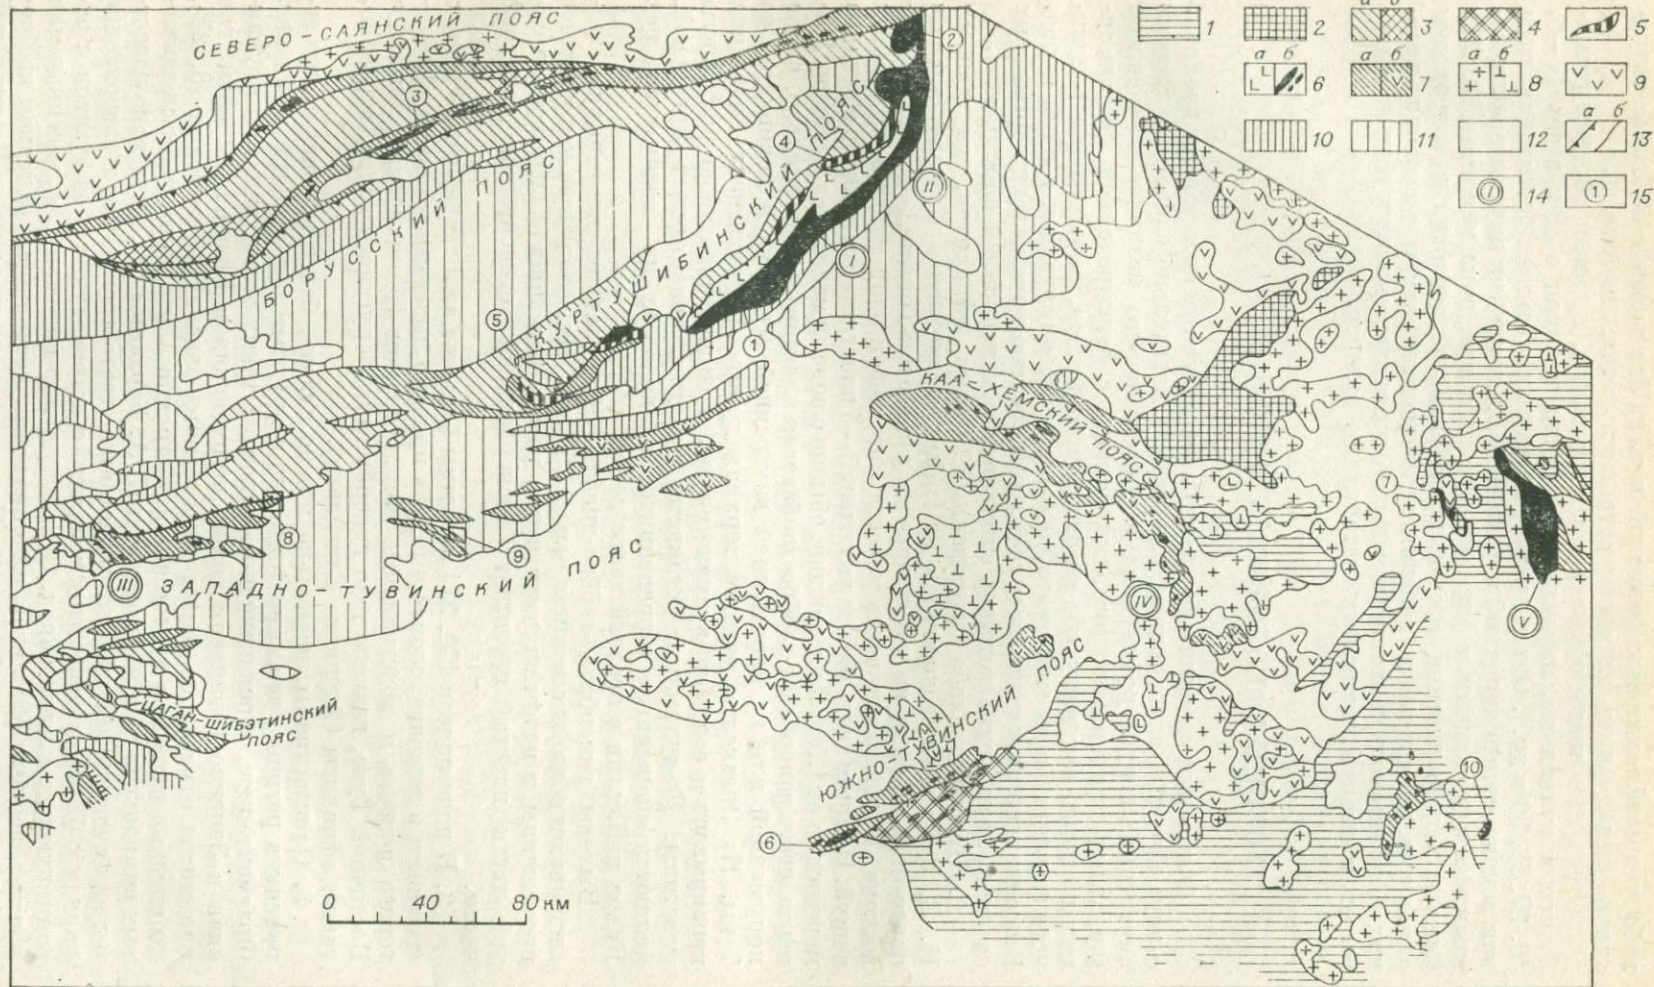 СЕВЕРО-САЯНСКИЙ ПОЯС
БОРУССКИЙ ПОЯС
КУРТУШИБИНСКИЙ ПОЯС
КАА-ХЕМСКИЙ ПОЯС
ЗАПАДНО-ТУВИНСКИЙ ПОЯС
ЦАГАН-ШИБЭТИНСКИЙ
ПОЯС
ЮЖНО-ТУВИНСКИЙ ПОЯС
1
2
а б
3
4
5
а б
6
а б
7
а б
8
9
10
11
12
а б
13
I
14
1
15
2
3
4
II
I
5
1
7
8
9
III
IV
V
10
6
0 40 80 км